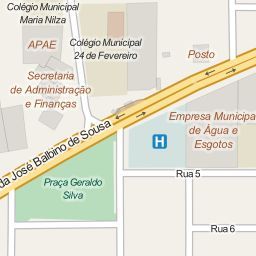 Colégio Municipal
Maria Nilza
APAE
Colégio Municipal
24 de Fevereiro
Posto
Secretaria
de Administração
e Finanças
Empresa Municipa
de Água e
Esgotos
da José Balbino de Sousa
H
Praça Geraldo
Silva
Rua 5
Rua 6